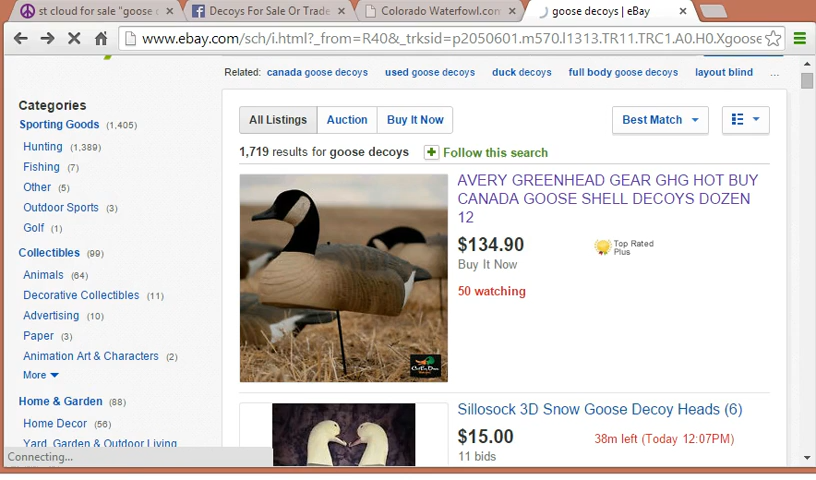 st cloud for sale "goose
Decoys For Sale Or Trade
Colorado Waterfowl.com
goose decoys | eBay
www.ebay.com/sch/i.html?_from=R40&_trksid=p2050601.m570.l1313.TR11.TRC1.A0.H0.Xgoose
Related: canada goose decoys used goose decoys duck decoys full body goose decoys layout blind ...
Categories
Sporting Goods (1,405)
Hunting (1,389)
Fishing (7)
Other (5)
Outdoor Sports (3)
Golf (1)
Collectibles (99)
Animals (64)
Decorative Collectibles (11)
Advertising (10)
Paper (3)
Animation Art & Characters (2)
More
Home & Garden (88)
Home Decor (56)
Yard, Garden & Outdoor Living
Connecting...
All Listings Auction Buy It Now
Best Match
1,719 results for goose decoys
Follow this search
AVERY GREENHEAD GEAR GHG HOT BUY
CANADA GOOSE SHELL DECOYS DOZEN
12
$134.90
Buy It Now
50 watching
Top Rated
Plus
Sillosock 3D Snow Goose Decoy Heads (6)
$15.00
11 bids
38m left (Today 12:07PM)